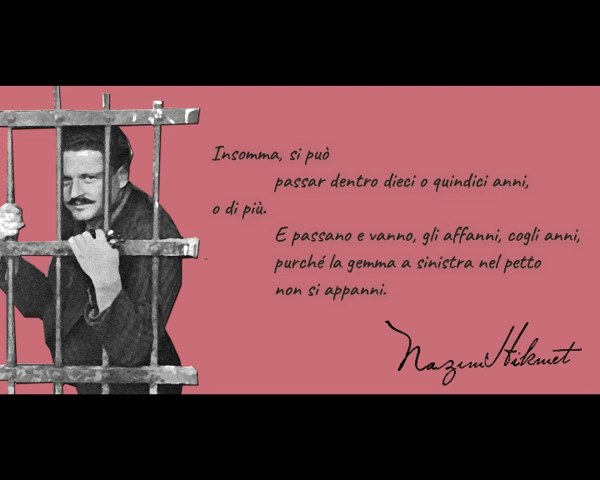 Insomma, si può
passar dentro dieci o quindici anni,
o di più.
E passano e vanno, gli affanni, cogli anni,
purché la gemma a sinistra nel petto
non si appanni.
Nazım Hikmet